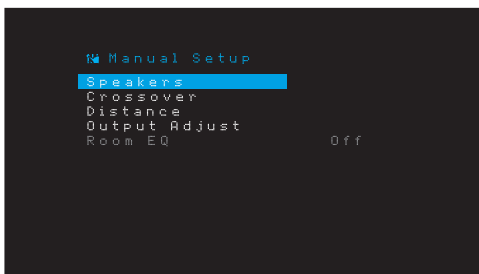 Manual Setup
Speakers
Crossover
Distance
Output Adjust
Room EQ Off